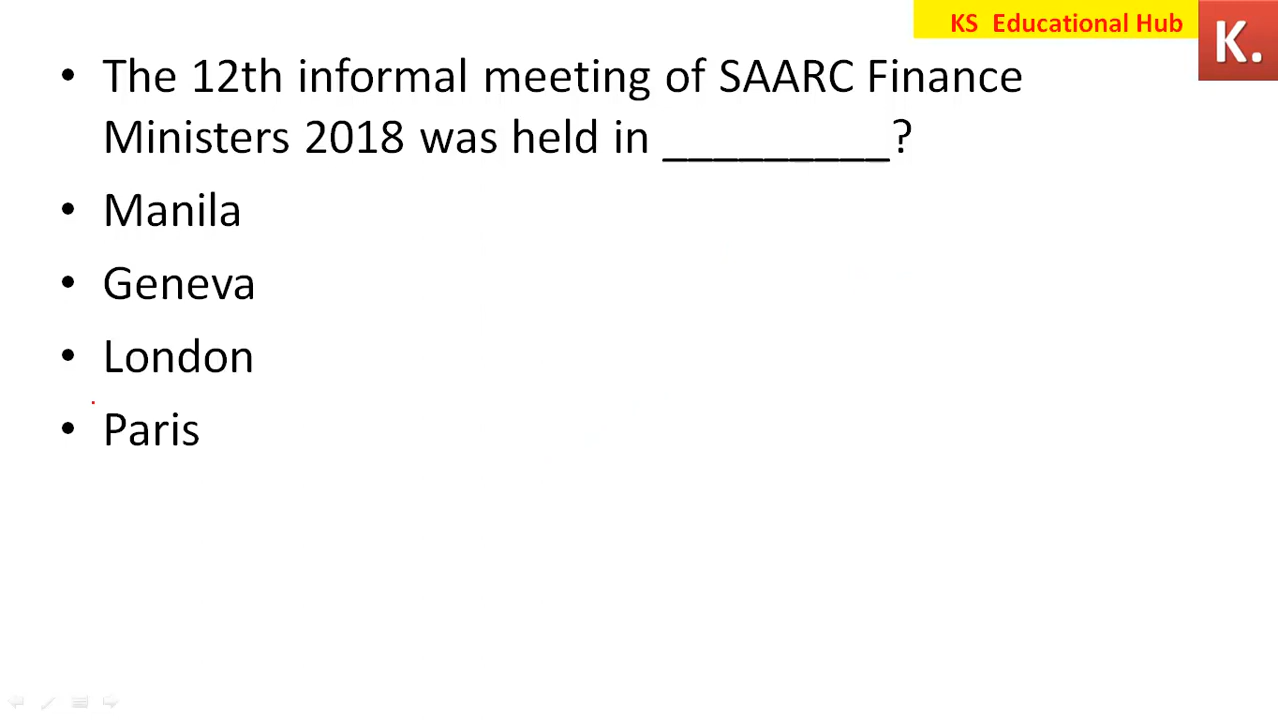 KS Educational Hub
K.
• The 12th informal meeting of SAARC Finance
Ministers 2018 was held in _________?
• Manila
• Geneva
• London
• Paris